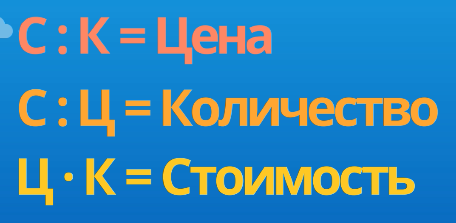 С : К = Цена
С : Ц = Количество
Ц · К = Стоимость